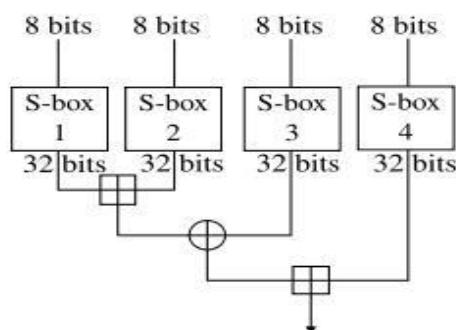 8 bits 8 bits 8 bits 8 bits
S-box S-box S-box S-box
1 2 3 4
32 bits 32 bits 32 bits 32 bits